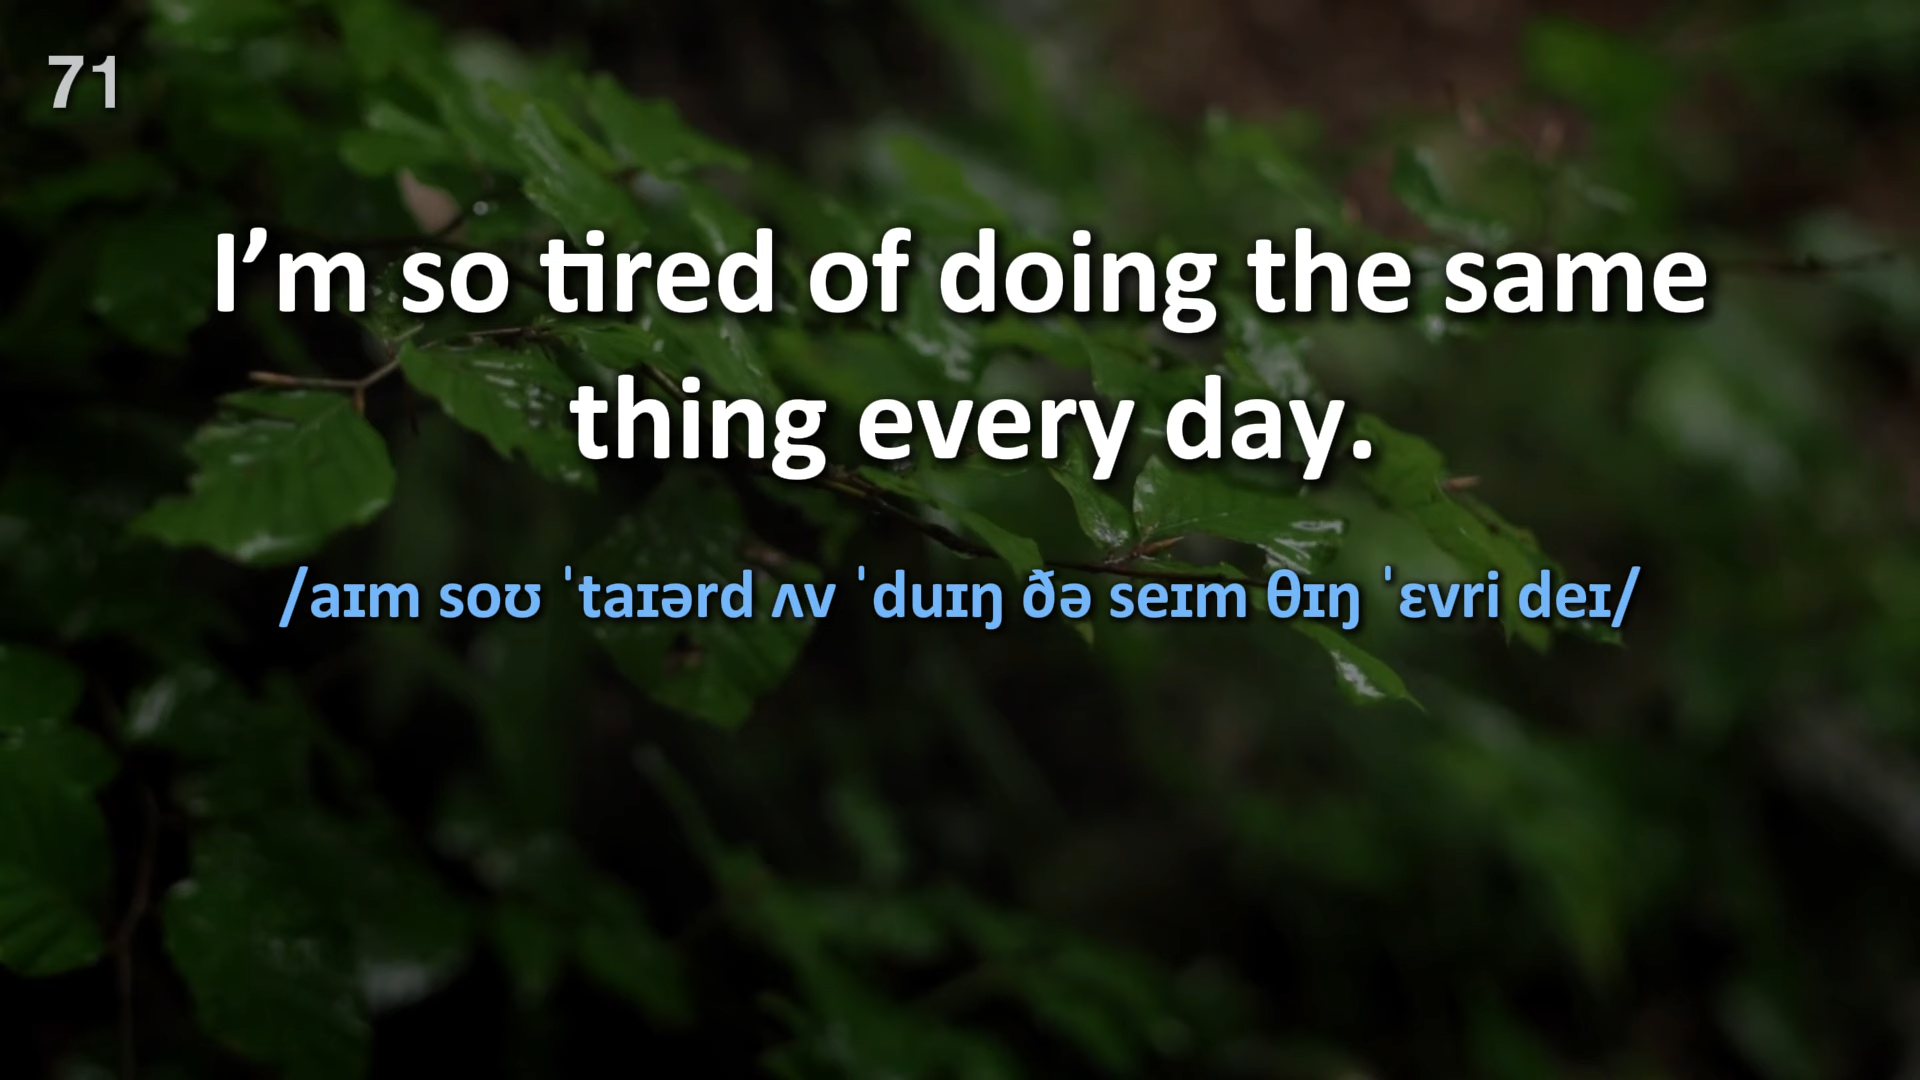 71
I’m so tired of doing the same
thing every day.
/aɪm soʊ ˈtaɪərd ʌv ˈduɪŋ ðə seɪm θɪŋ ˈɛvri deɪ/